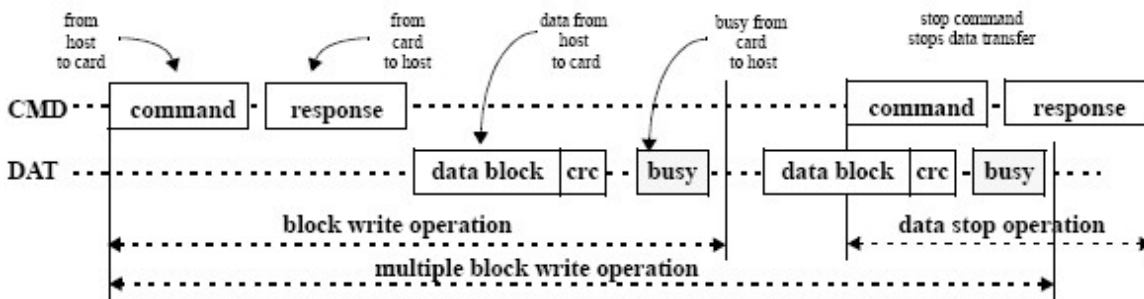 from
host
to card
from
card
to host
data from
host
to card
busy from
card
to host
stop command
stops data transfer
CMD command response command response
DAT data block crc busy data block crc busy
block write operation data stop operation
multiple block write operation